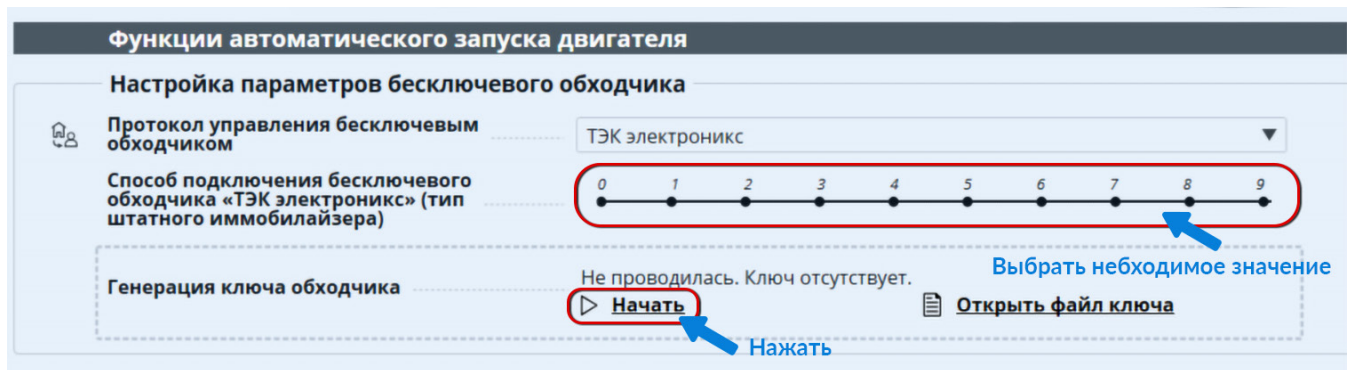 Функции автоматического запуска двигателя
Настройка параметров бесключевого обходчика
Протокол управления бесключевым
обходчиком
ТЭК электроникс
Способ подключения бесключевого
обходчика «ТЭК электроникс» (тип
штатного иммобилайзера)
0 1 2 3 4 5 6 7 8 9
Выбрать небходимое значение
Генерация ключа обходчика
Не проводилась. Ключ отсутствует.
Начать
Открыть файл ключа
Нажать